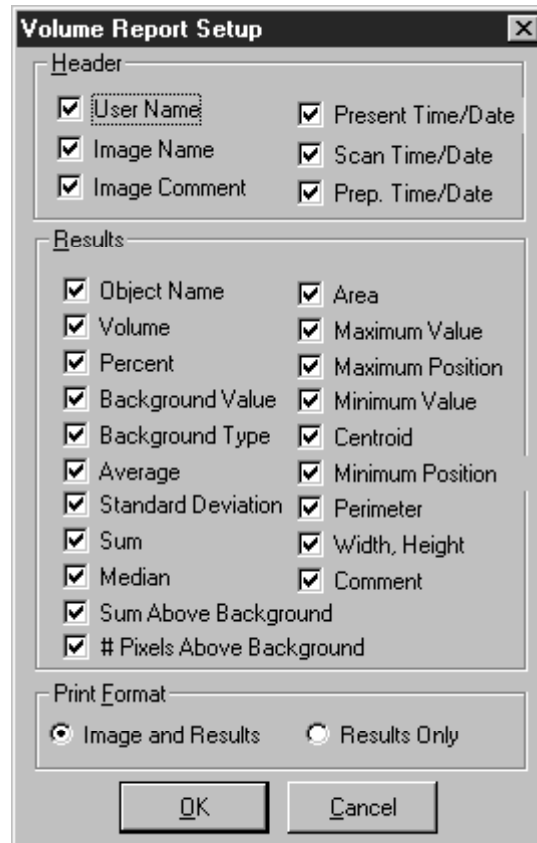 Volume Report Setup
Header
User Name
Image Name
Image Comment
Present Time/Date
Scan Time/Date
Prep. Time/Date
Results
Object Name
Volume
Percent
Background Value
Background Type
Average
Standard Deviation
Sum
Median
Sum Above Background
# Pixels Above Background
Area
Maximum Value
Maximum Position
Minimum Value
Centroid
Minimum Position
Perimeter
Width, Height
Comment
Print Format
Image and Results
Results Only
OK
Cancel